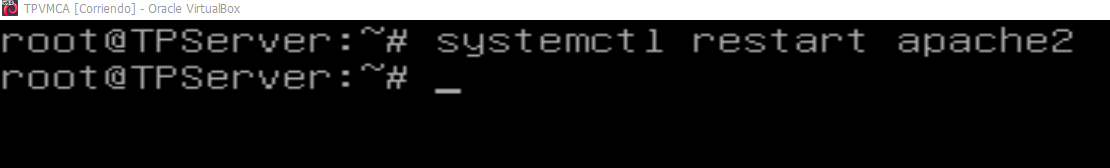 TPVMCA [Corriendo] - Oracle VirtualBox
root@TPServer:~# systemctl restart apache2
root@TPServer:~# _